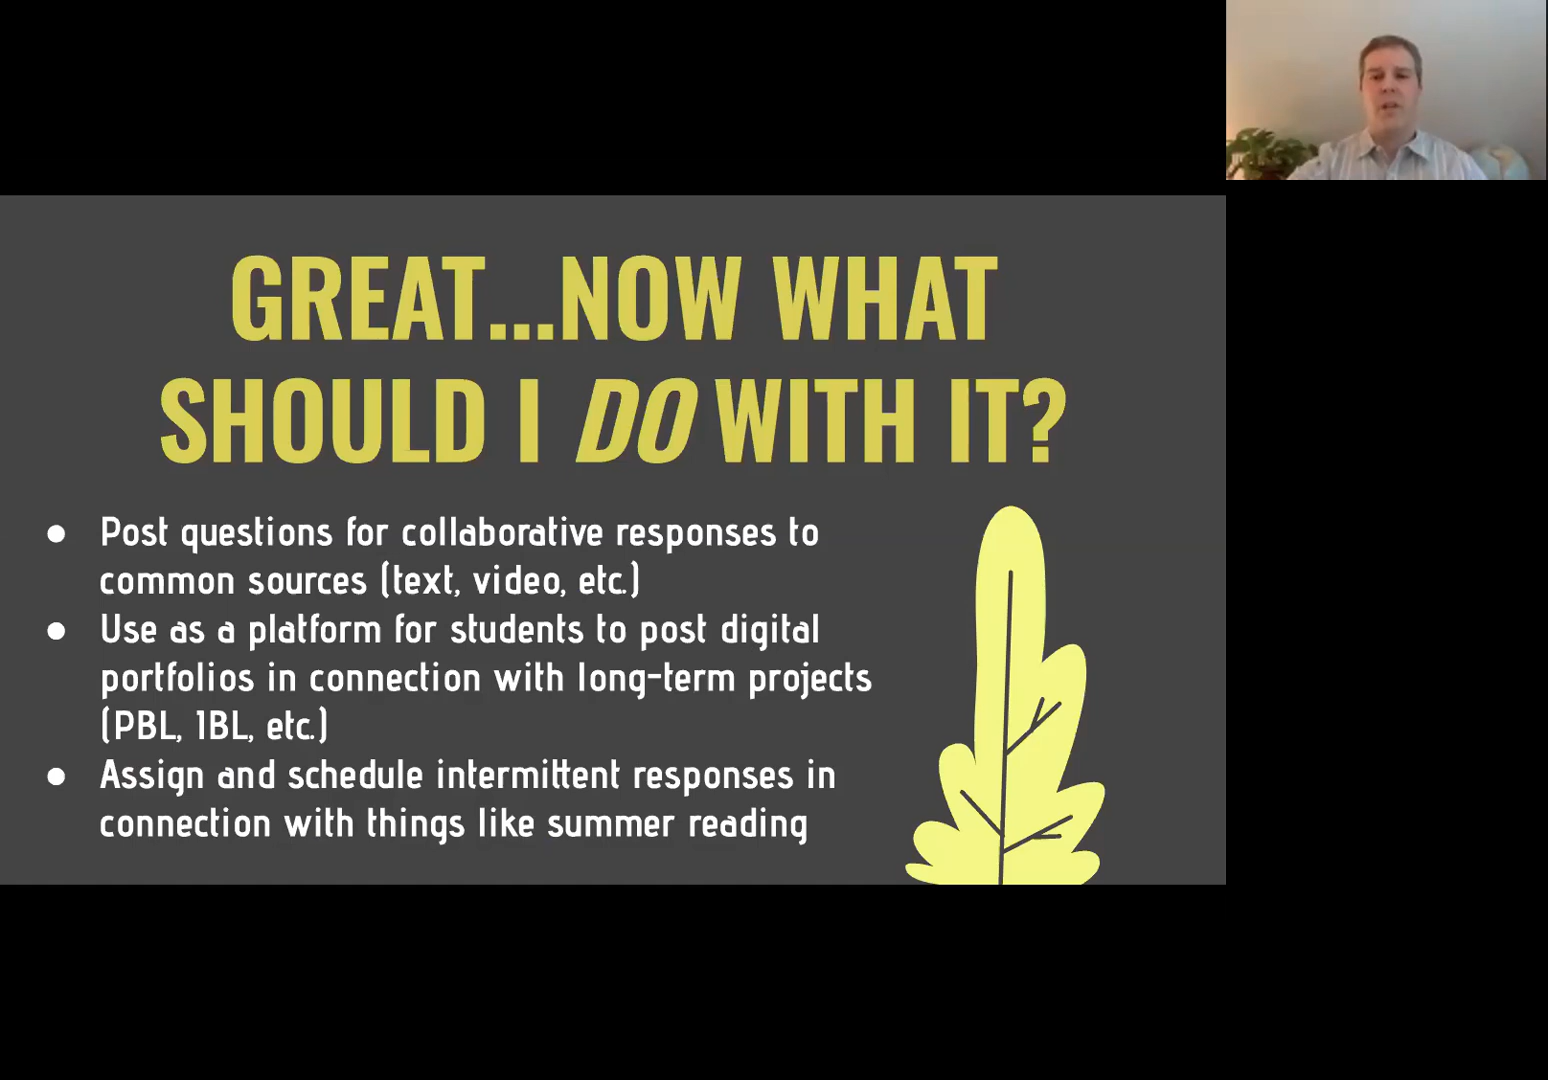 GREAT...NOW WHAT
SHOULD I DO WITH IT?
● Post questions for collaborative responses to
common sources (text, video, etc.)
● Use as a platform for students to post digital
portfolios in connection with long-term projects
(PBL, IBL, etc.)
● Assign and schedule intermittent responses in
connection with things like summer reading